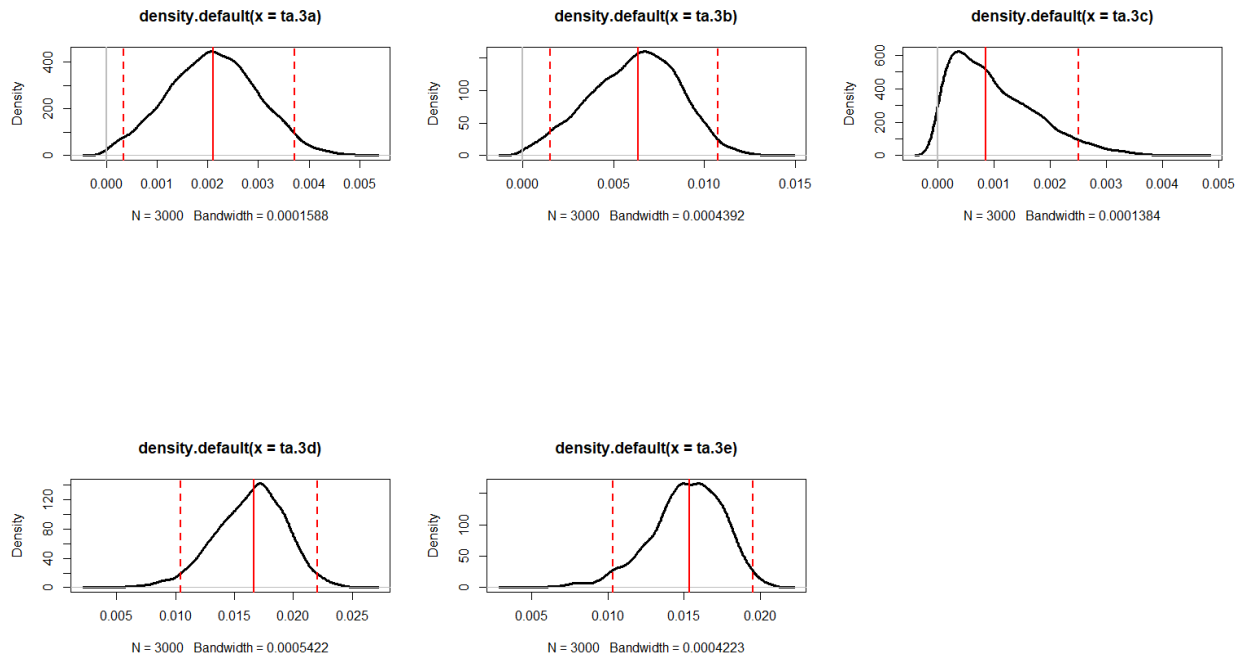 density.default(x = ta.3a)
Density
0 200 400
0.000 0.001 0.002 0.003 0.004 0.005
N = 3000 Bandwidth = 0.0001588
density.default(x = ta.3b)
Density
0 50 100
0.000 0.005 0.010 0.015
N = 3000 Bandwidth = 0.0004392
density.default(x = ta.3c)
Density
0 200 400 600
0.000 0.001 0.002 0.003 0.004 0.005
N = 3000 Bandwidth = 0.0001384
density.default(x = ta.3d)
Density
0 40 80 120
0.005 0.010 0.015 0.020 0.025
N = 3000 Bandwidth = 0.0005422
density.default(x = ta.3e)
Density
0 50 100
0.005 0.010 0.015 0.020
N = 3000 Bandwidth = 0.0004223